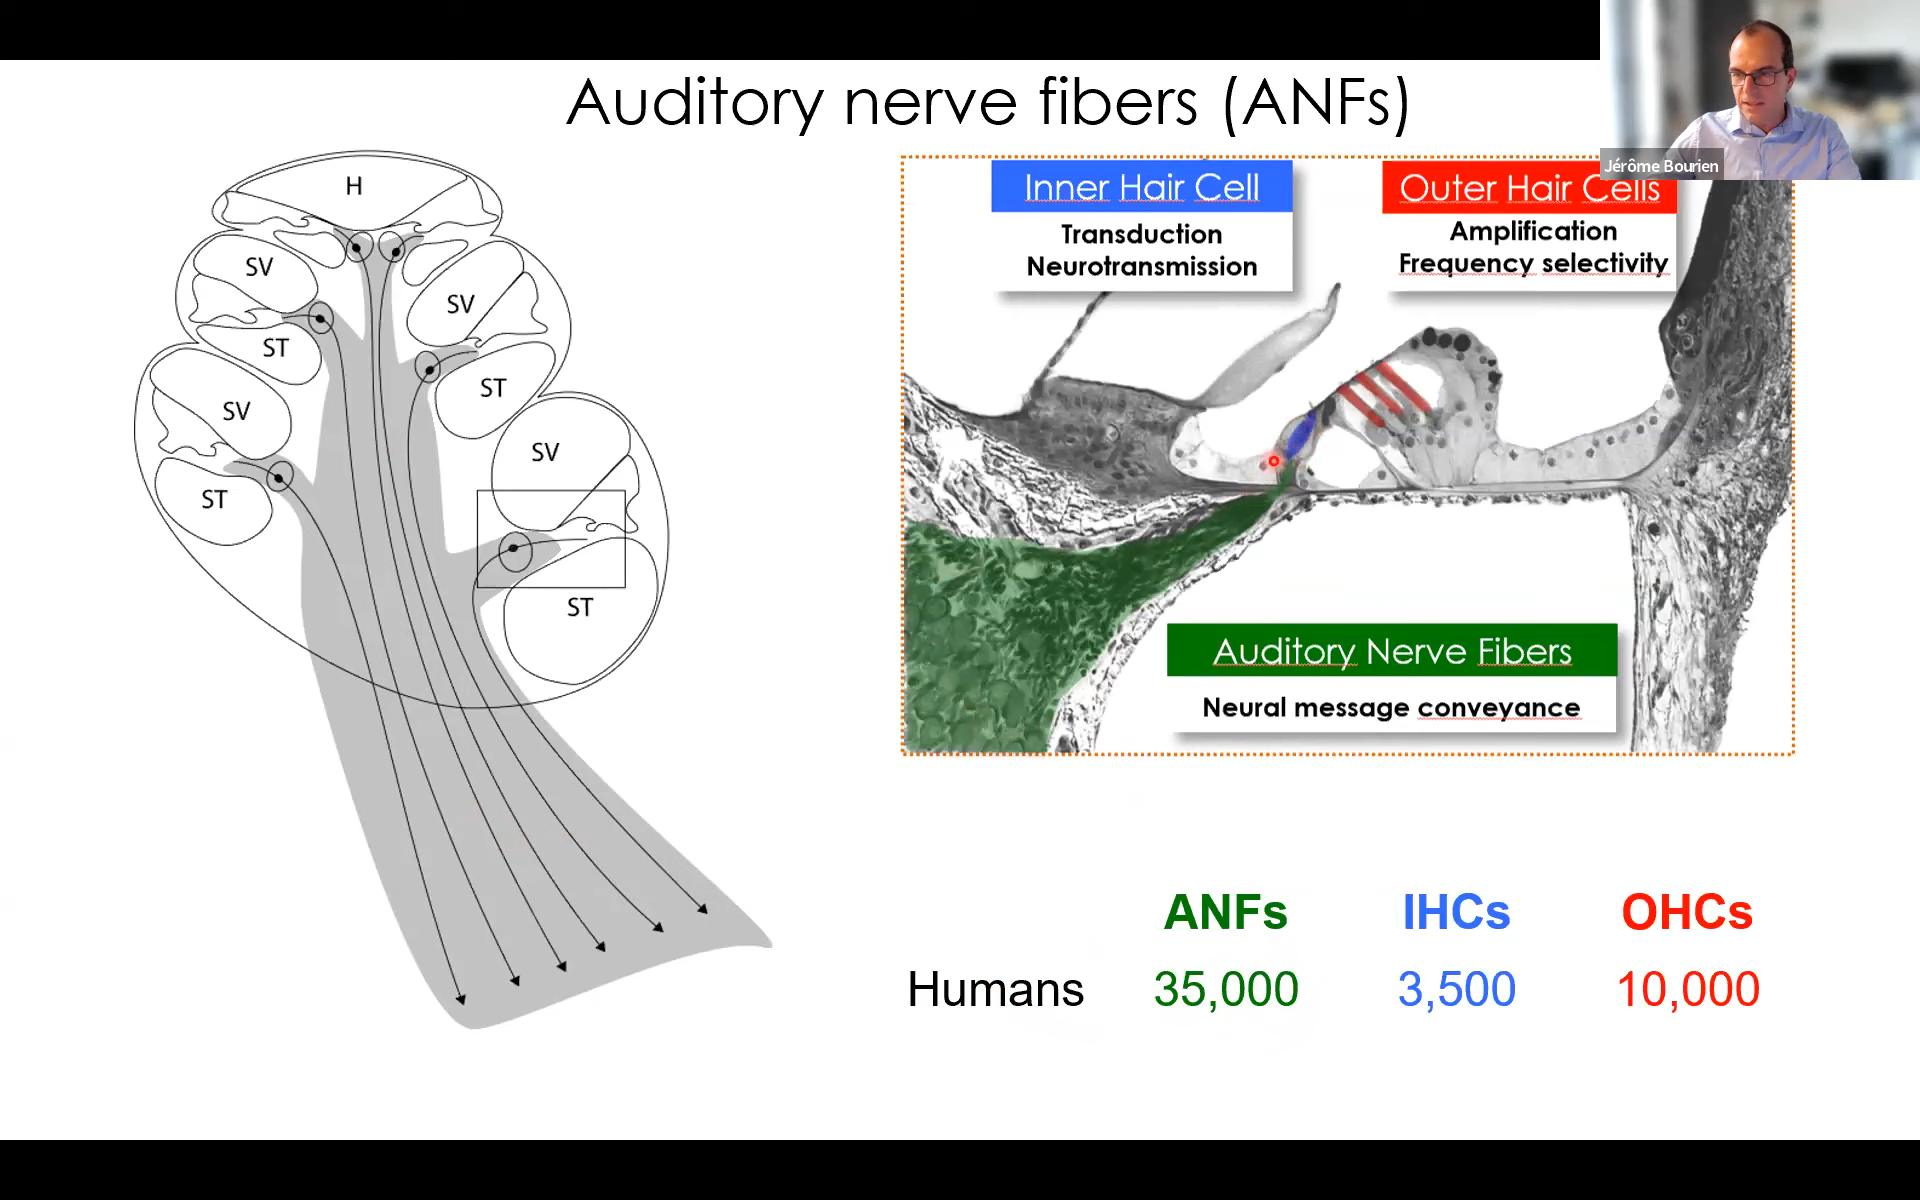 Auditory nerve fibers (ANFs)
Jérôme Bourien
H
SV
SV
ST
ST
SV
SV
ST
ST
Inner Hair Cell
Transduction
Neurotransmission
Outer Hair Cells
Amplification
Frequency selectivity
Auditory Nerve Fibers
Neural message conveyance
ANFs IHCs OHCs
Humans 35,000 3,500 10,000